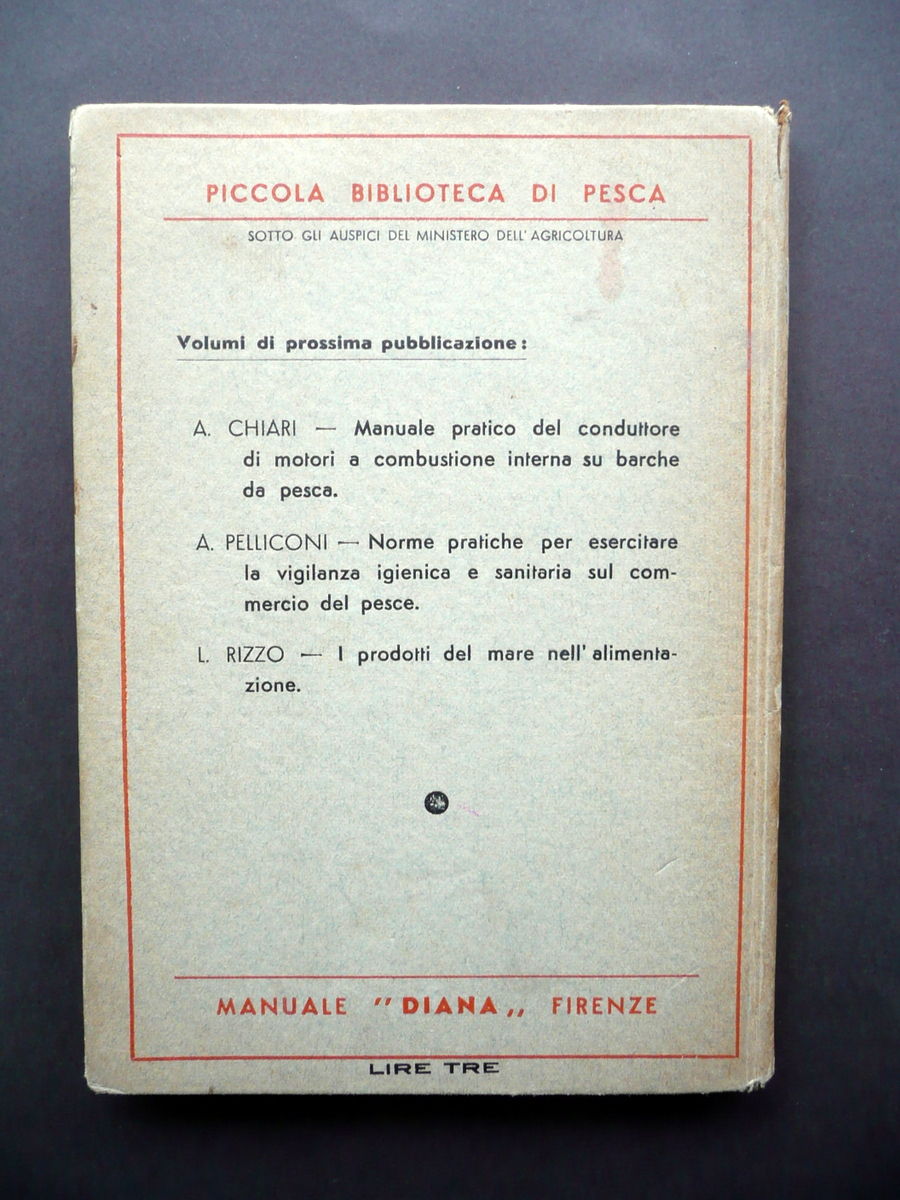 PICCOLA BIBLIOTECA DI PESCA
SOTTO GLI AUSPICI DEL MINISTERO DELL'AGRICOLTURA
Volumi di prossima pubblicazione:
A. CHIARI — Manuale pratico del conduttore
di motori a combustione interna su barche
da pesca.
A. PELLICONI — Norme pratiche per esercitare
la vigilanza igienica e sanitaria sul com-
mercio del pesce.
L. RIZZO — I prodotti del mare nell'alimenta-
zione.
MANUALE "DIANA„ FIRENZE
LIRE TRE